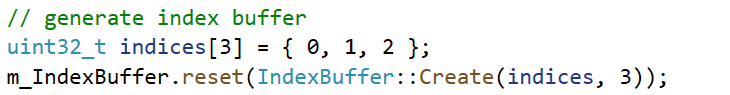 // generate index buffer
uint32_t indices[3] = { 0, 1, 2 };
m_IndexBuffer.reset(IndexBuffer::Create(indices, 3));